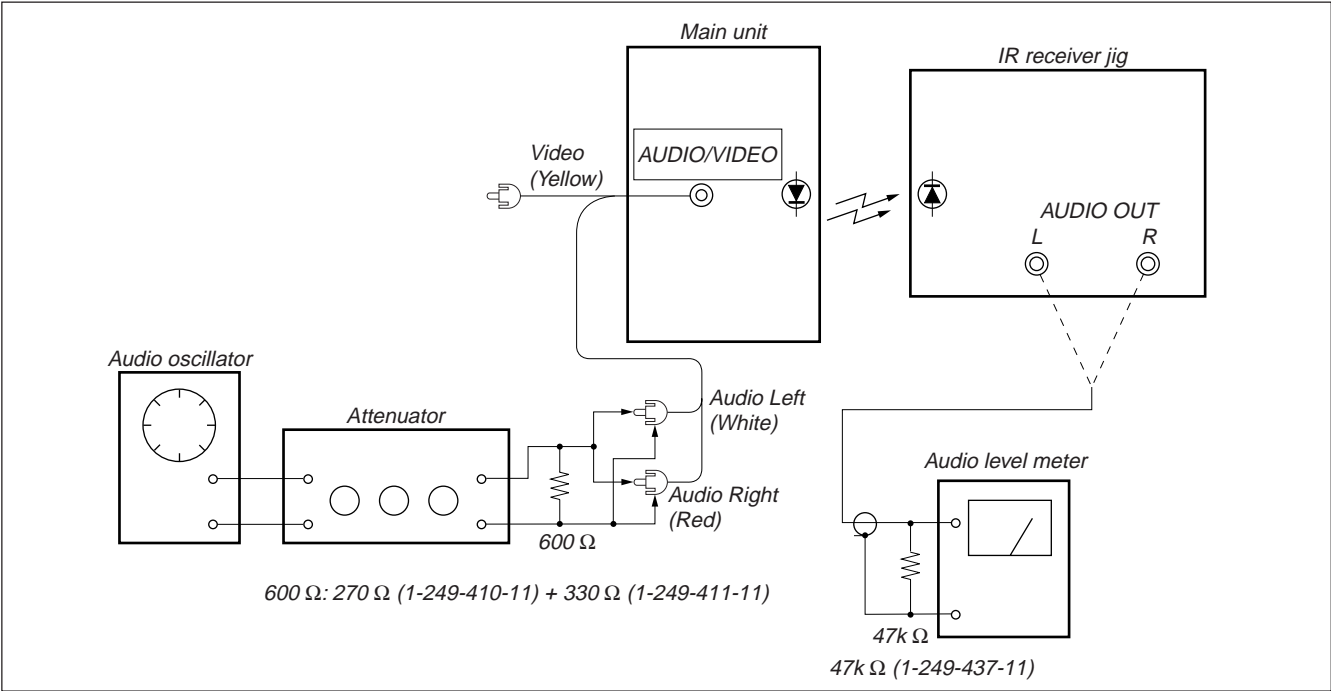 Main unit
IR receiver jig
Video
(Yellow)
AUDIO/VIDEO
AUDIO OUT
L
R
Audio oscillator
Attenuator
Audio Left
(White)
Audio Right
(Red)
600 Ω
Audio level meter
600 Ω: 270 Ω (1-249-410-11) + 330 Ω (1-249-411-11)
47k Ω
47k Ω (1-249-437-11)